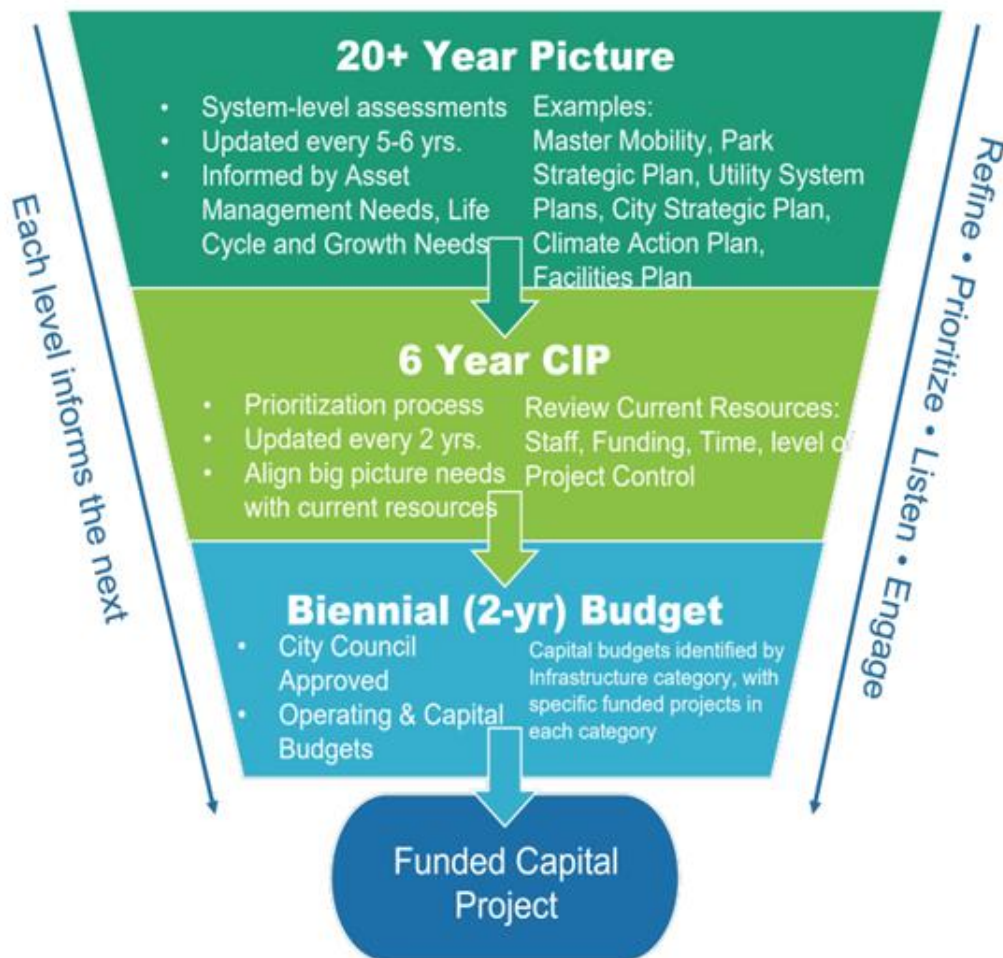 20+ Year Picture
• System-level assessments
• Updated every 5-6 yrs.
• Informed by Asset
Management Needs, Life
Cycle and Growth Needs
Examples:
Master Mobility, Park
Strategic Plan, Utility System
Plans, City Strategic Plan,
Climate Action Plan,
Facilities Plan
6 Year CIP
• Prioritization process
• Updated every 2 yrs.
• Align big picture needs
with current resources
Review Current Resources:
Staff, Funding, Time, level of
Project Control
Biennial (2-yr) Budget
• City Council
Approved
• Operating & Capital
Budgets
Capital budgets identified by
Infrastructure category, with
specific funded projects in
each category
Funded Capital
Project
Each level informs the next
Refine • Prioritize • Listen • Engage